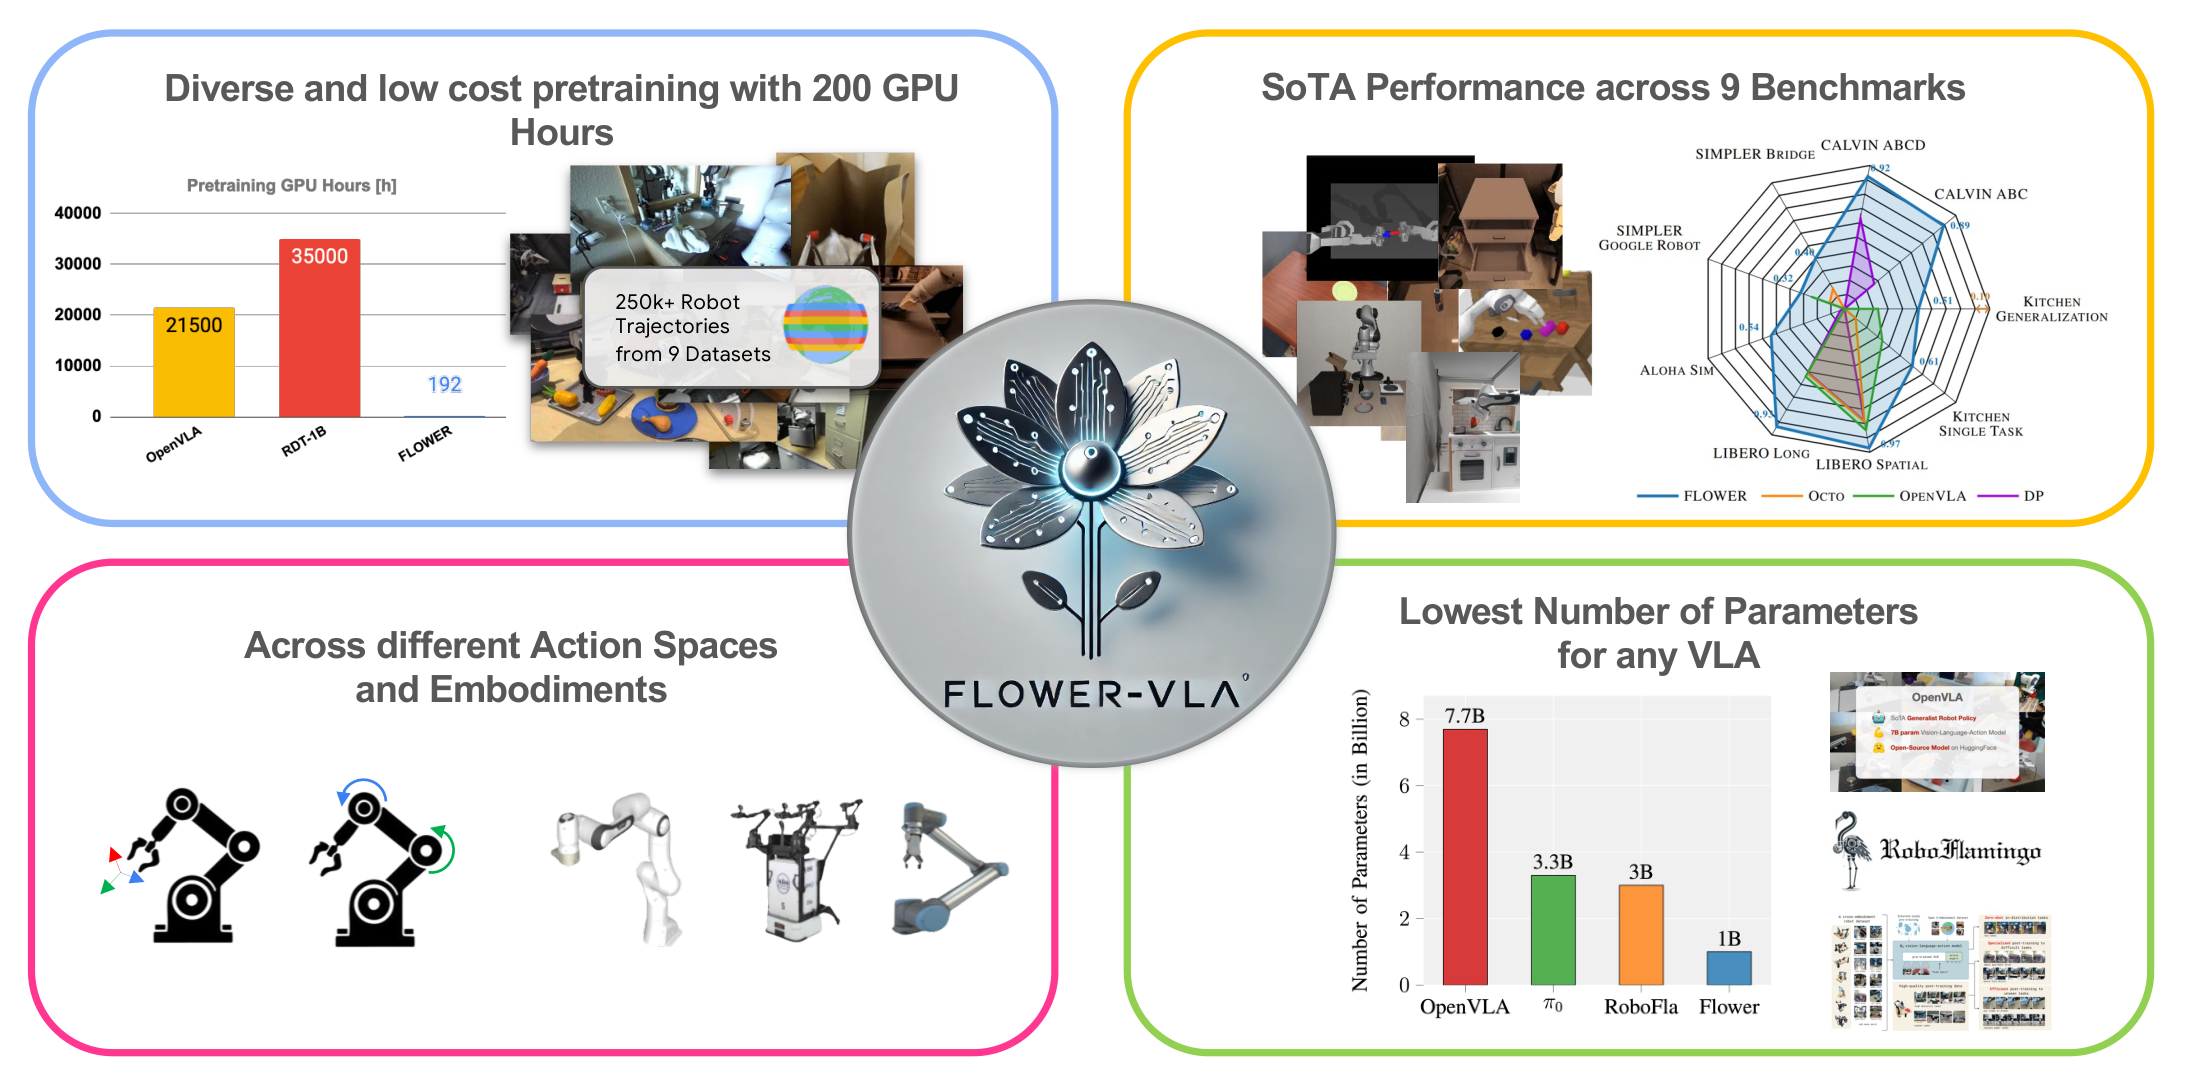 Diverse and low cost pretraining with 200 GPU
Hours
Pretraining GPU Hours [h]
40000
30000
20000
10000
0
21500
35000
192
OpenVLA
RDT-1B
FLOWER
250k+ Robot
Trajectories
from 9 Datasets
SoTA Performance across 9 Benchmarks
CALVIN ABCD
SIMPLER BRIDGE
CALVIN ABC
SIMPLER
GOOGLE ROBOT
KITCHEN
GENERALIZATION
ALOHA SIM
KITCHEN
SINGLE TASK
LIBERO LONG
LIBERO SPATIAL
0.92
0.89
0.51
0.10
0.61
0.97
0.54
0.32
FLOWER
OCTO
OPENVLA
DP
FLOWER-VLA
Across different Action Spaces
and Embodiments
Lowest Number of Parameters
for any VLA
Number of Parameters (in Billion)
8
6
4
2
0
7.7B
3.3B
3B
1B
OpenVLA
π0
RoboFla
Flower
OpenVLA
SoTA Generalist Robot Policy
7B param Vision-Language-Action Model
Open-Source Model on HuggingFace
RoboFlamingo